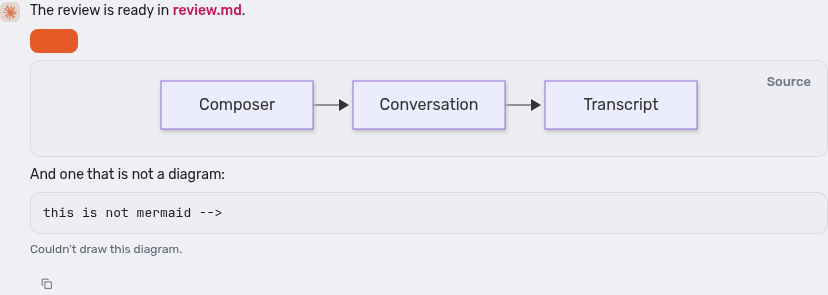 The review is ready in review.md.
Source
Composer
Conversation
Transcript
And one that is not a diagram:
this is not mermaid -->
Couldn't draw this diagram.